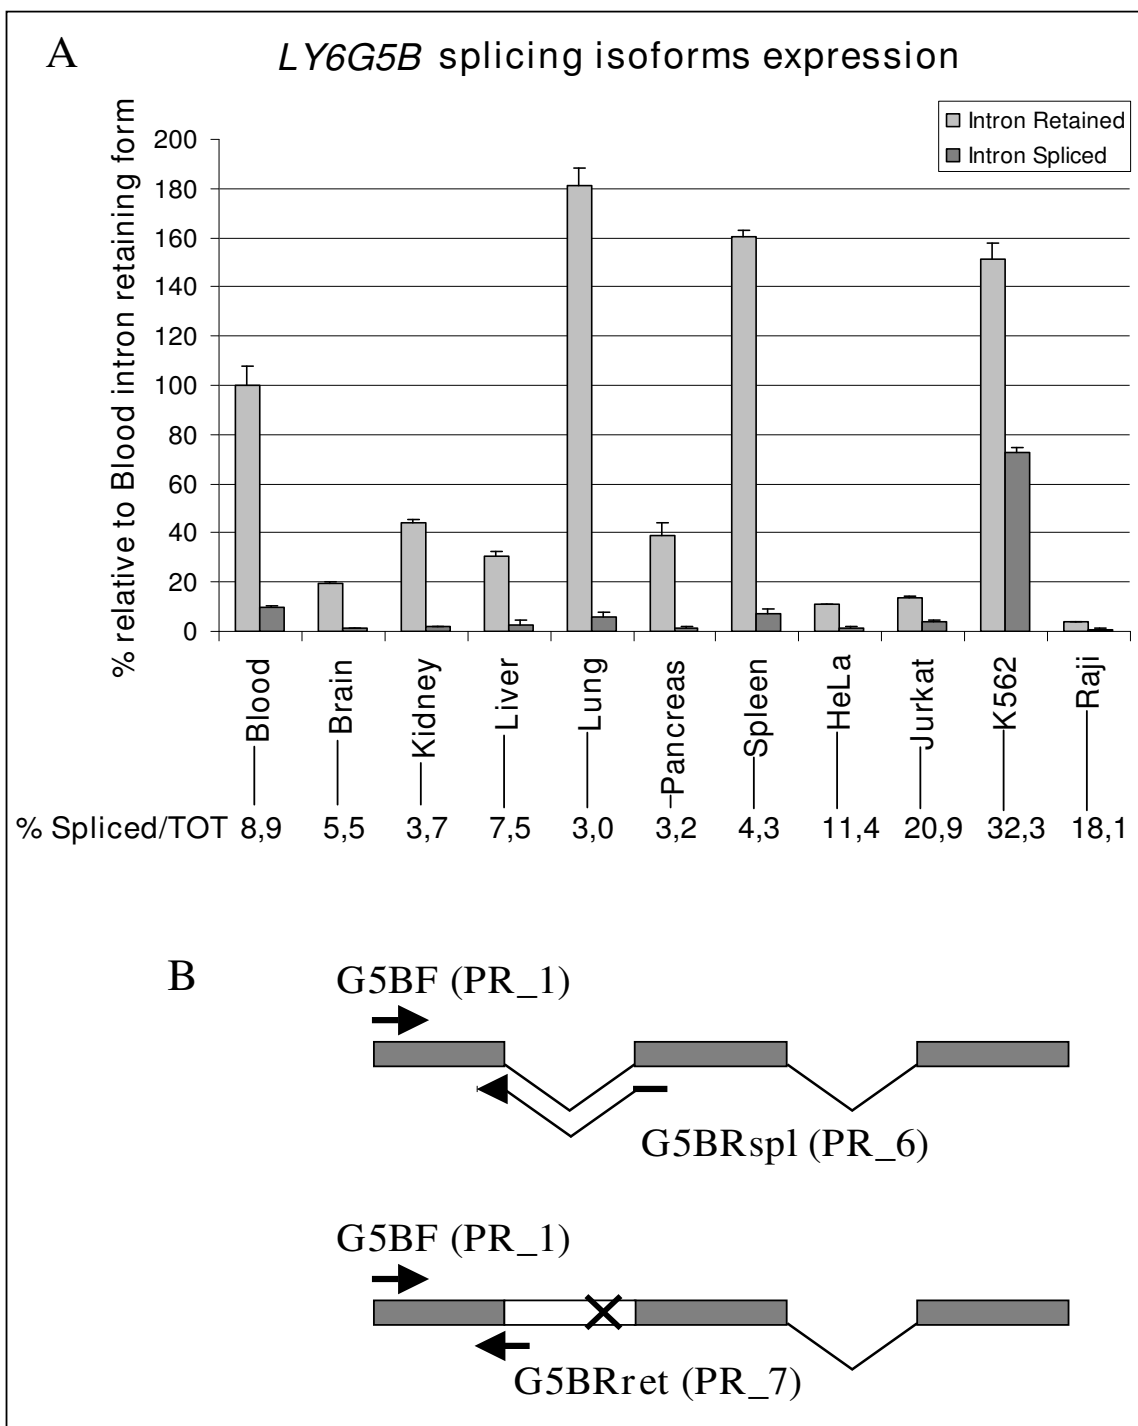 A
LY6G5B splicing isoforms expression
Intron Retained
Intron Spliced
% relative to Blood intron retaining form
200
180
160
140
120
100
80
60
40
20
0
Blood
Brain
Kidney
Liver
Lung
Pancreas
Spleen
HeLa
Jurkat
K562
Raji
% Spliced/TOT 8,9 5,5 3,7 7,5 3,0 3,2 4,3 11,4 20,9 32,3 18,1
B
G5BF (PR_1)
G5BRspl (PR_6)
G5BF (PR_1)
G5BRret (PR_7)